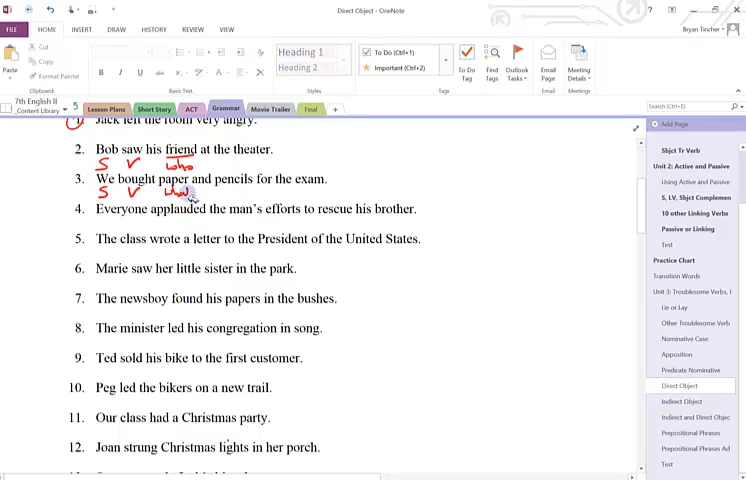 Direct Object - OneNote
?
Bryan Tincher
FILE HOME INSERT DRAW HISTORY REVIEW VIEW
Paste
Cut
Copy
Format Painter
Clipboard
B I U abc
Basic Text
Heading 1
Heading 2
Styles
To Do (Ctrl+1)
Important (Ctrl+2)
To Do Tag
Find Tags
Outlook Tasks
Tags
Email Page
Email
Meeting Details
Meetings
7th English II
_Content Library
Lesson Plans Short Story ACT Grammar Movie Trailer Final +
Search (Ctrl+E)
1. Jack left the room very angry.
2. Bob saw his friend at the theater.
S V who
3. We bought paper and pencils for the exam.
S V what
4. Everyone applauded the man's efforts to rescue his brother.
5. The class wrote a letter to the President of the United States.
6. Marie saw her little sister in the park.
7. The newsboy found his papers in the bushes.
8. The minister led his congregation in song.
9. Ted sold his bike to the first customer.
10. Peg led the bikers on a new trail.
11. Our class had a Christmas party.
12. Joan strung Christmas lights in her porch.
Add Page
Sbjct Tr Verb
Unit 2: Active and Passive
Using Active and Passive
S, LV, Sbjct Complemen
10 other Linking Verbs
Passive or Linking
Test
Practice Chart
Transition Words
Unit 3: Troublesome Verbs, I
Lie or Lay
Other Troublesome Verb
Nominative Case
Apposition
Predicate Nominative
Direct Object
Indirect Object
Indirect and Direct Objec
Prepositional Phrases
Prepositional Phrases Ad
Test